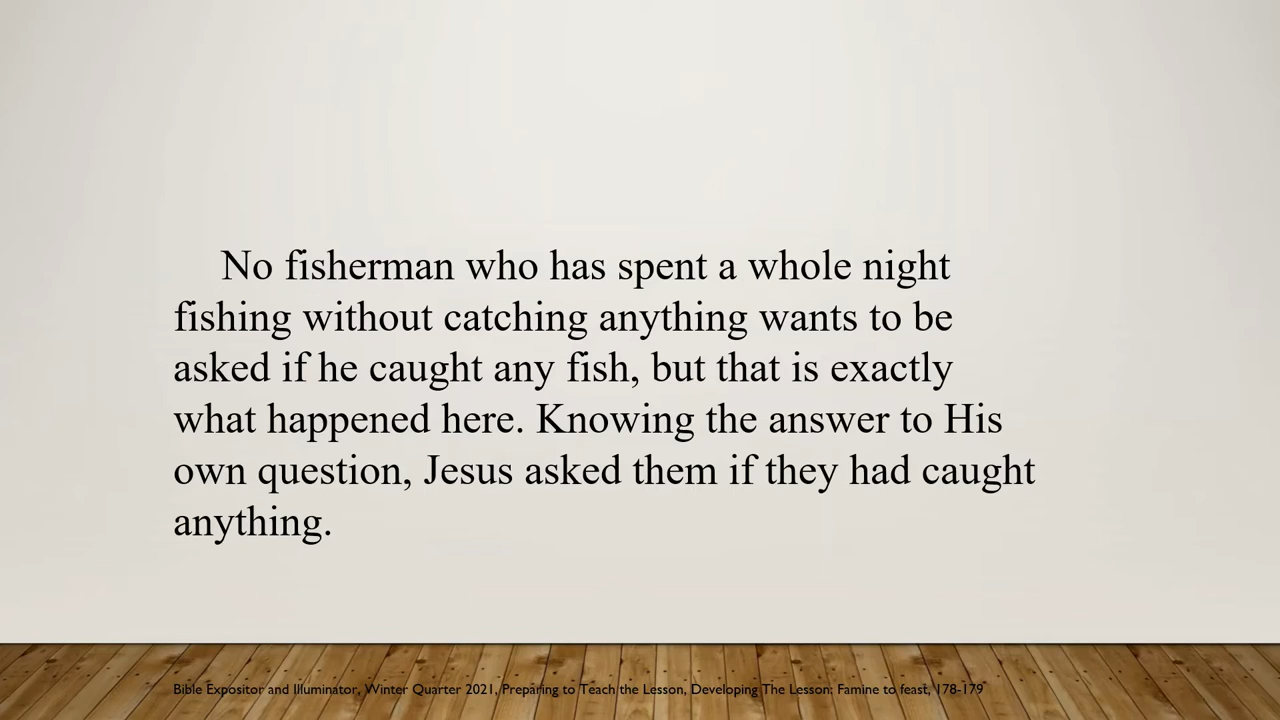 No fisherman who has spent a whole night
fishing without catching anything wants to be
asked if he caught any fish, but that is exactly
what happened here. Knowing the answer to His
own question, Jesus asked them if they had caught
anything.
Bible Expositor and Illuminator, Winter Quarter 2021, Preparing to Teach the Lesson, Developing The Lesson: Famine to feast, 178-179